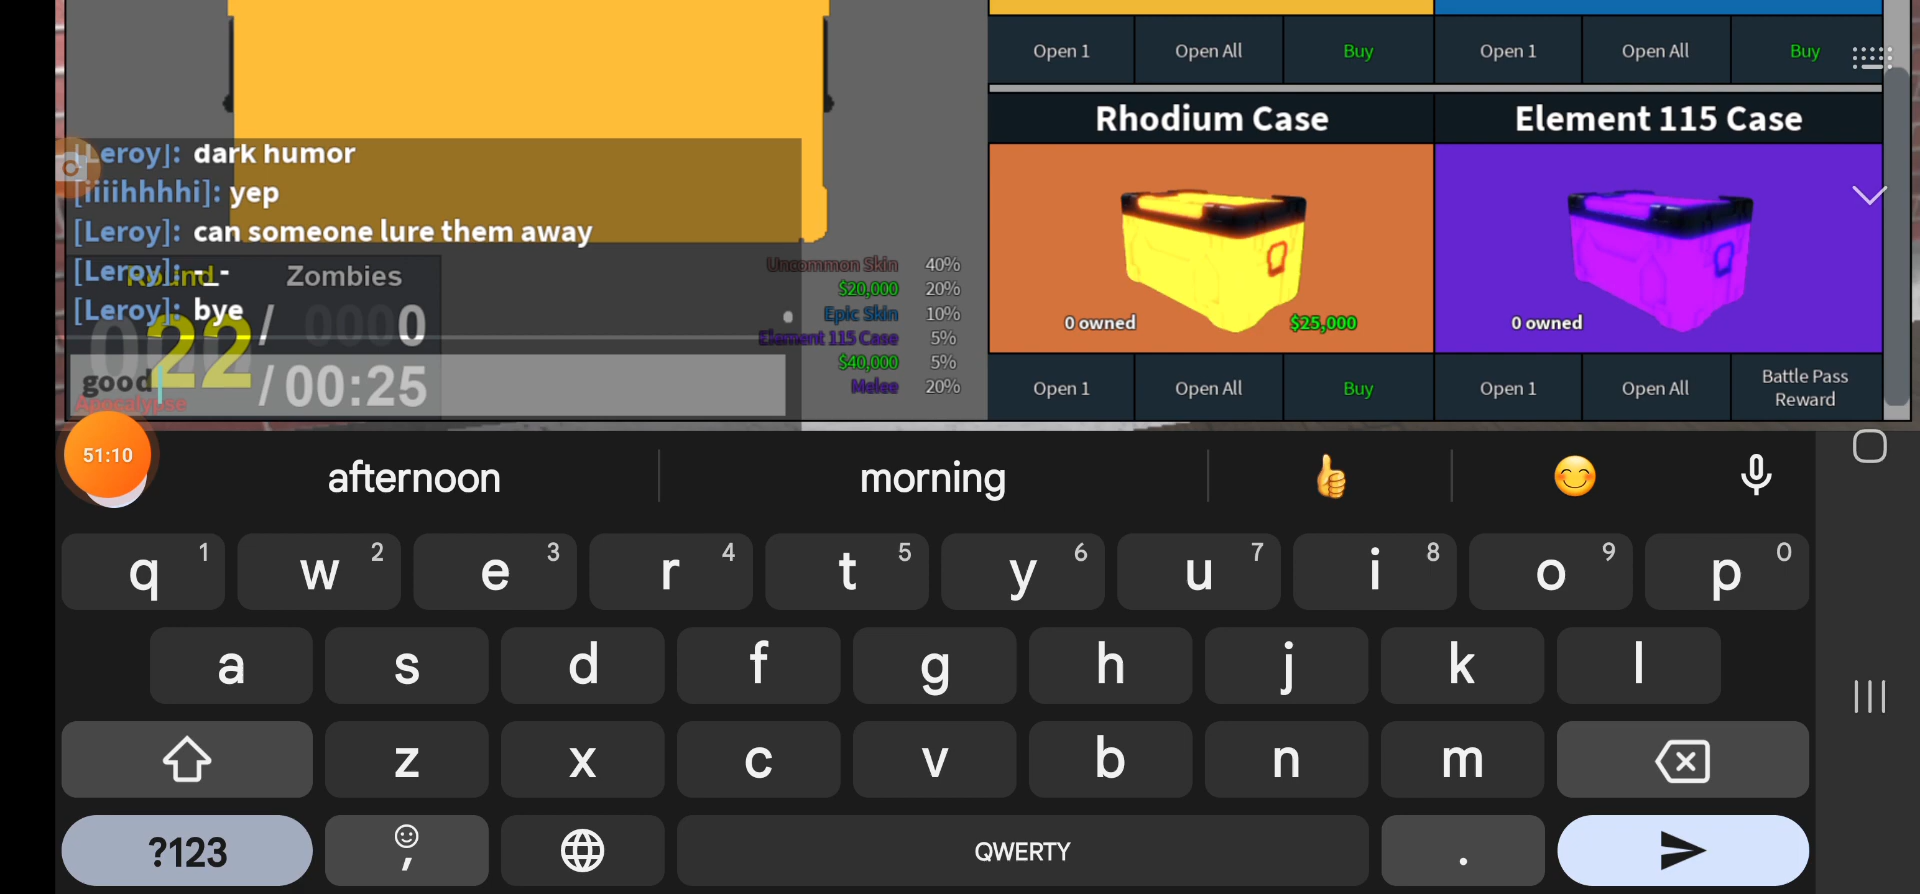 Open 1 Open All Buy Open 1 Open All Buy
Rhodium Case Element 115 Case
[Leroy]: dark humor
[iiiihhhhi]: yep
[Leroy]: can someone lure them away
[Leroy]: -_-
[Leroy]: bye
Round Zombies
022 / 0000
/ 00:25
good
Apocalypse
Uncommon Skin 40%
$20,000 20%
Epic Skin 10%
Element 115 Case 5%
$40,000 5%
Melee 20%
0 owned $25,000 0 owned
Open 1 Open All Buy Open 1 Open All Battle Pass
Reward
51:10
afternoon morning 👍 😊
q 1 w 2 e 3 r 4 t 5 y 6 u 7 i 8 o 9 p 0
a s d f g h j k l
z x c v b n m
?123 , QWERTY .